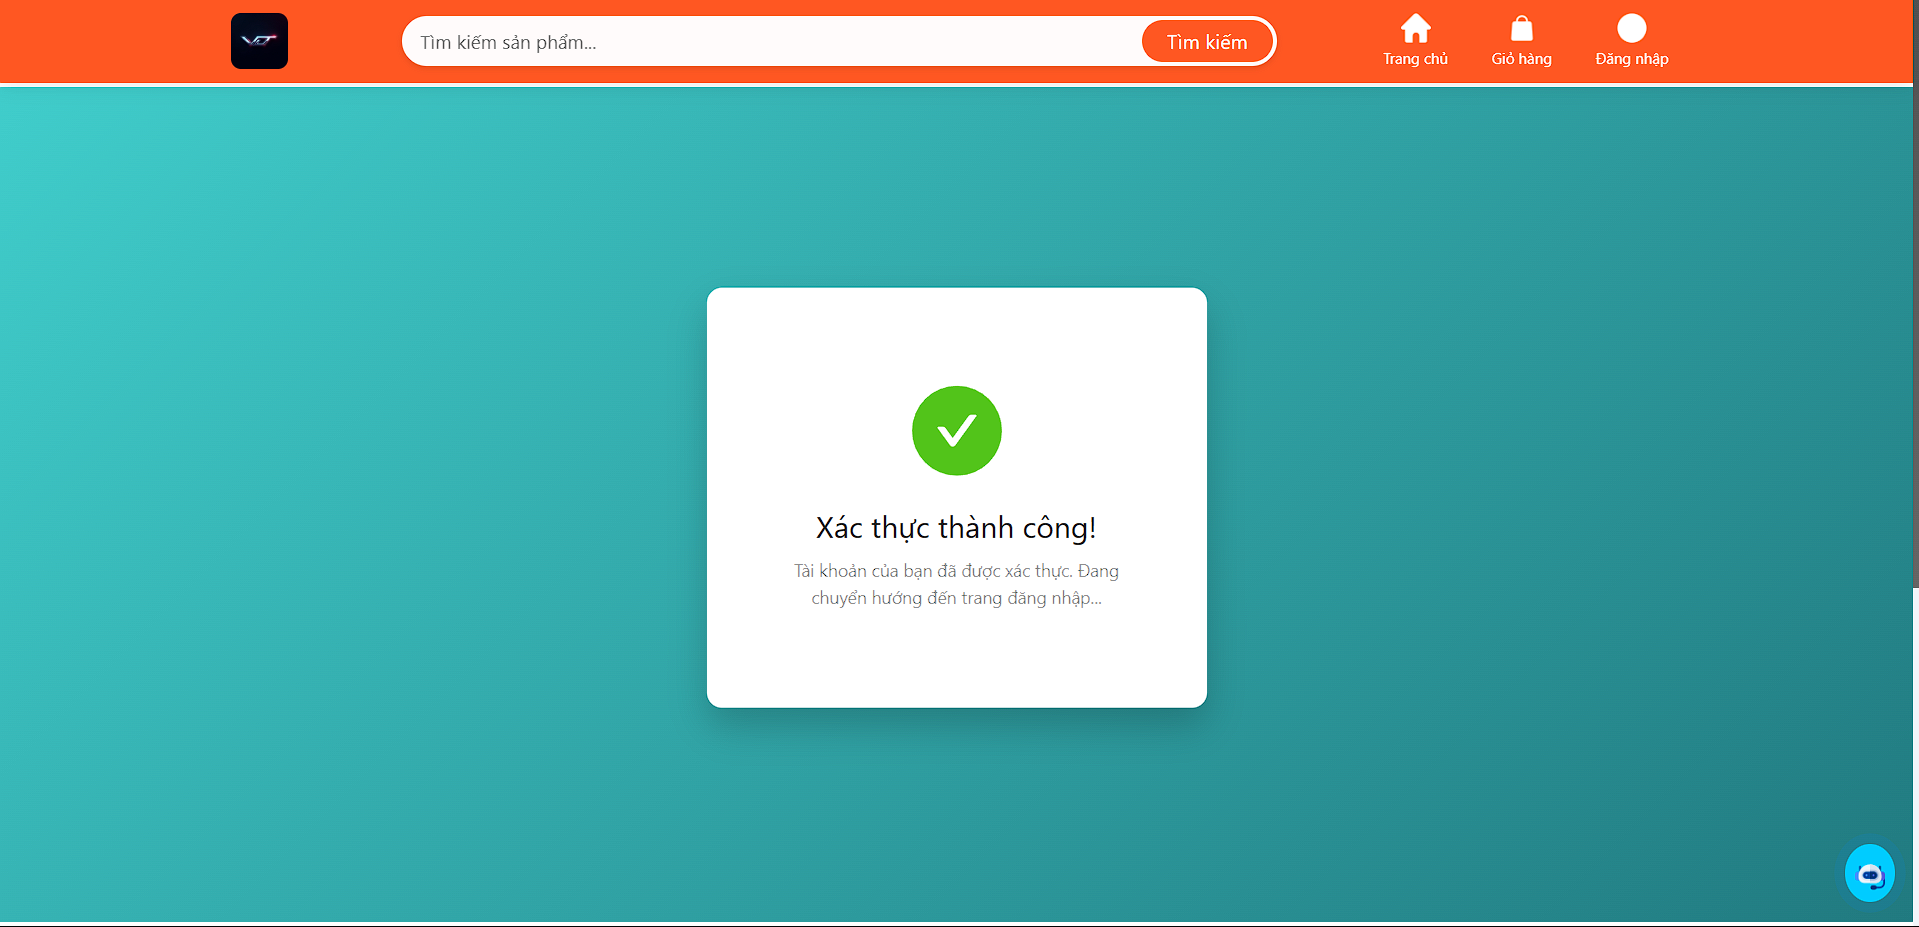 VT
Tìm kiếm sản phẩm...
Tìm kiếm
Trang chủ
Giỏ hàng
Đăng nhập
Xác thực thành công!
Tài khoản của bạn đã được xác thực. Đang
chuyển hướng đến trang đăng nhập...